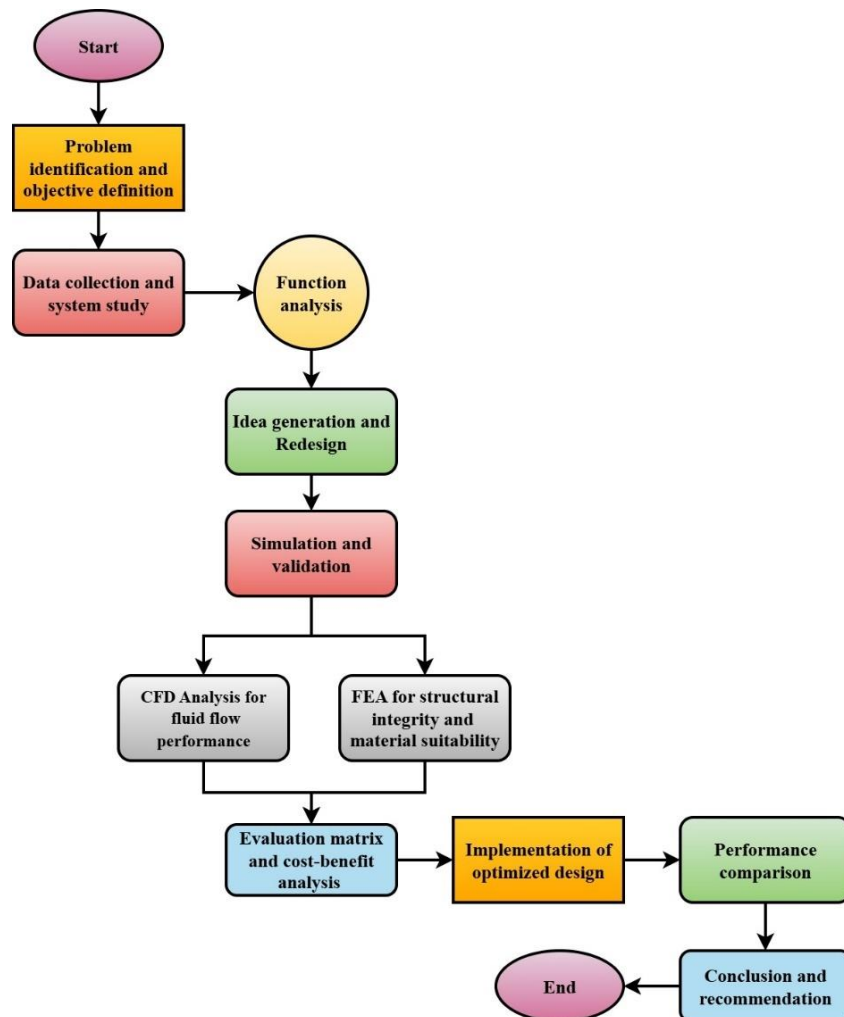 Start
Problem
identification and
objective definition
Data collection and
system study
Function
analysis
Idea generation and
Redesign
Simulation and
validation
CFD Analysis for
fluid flow
performance
FEA for structural
integrity and
material suitability
Evaluation matrix
and cost-benefit
analysis
Implementation of
optimized design
Performance
comparison
Conclusion and
recommendation
End